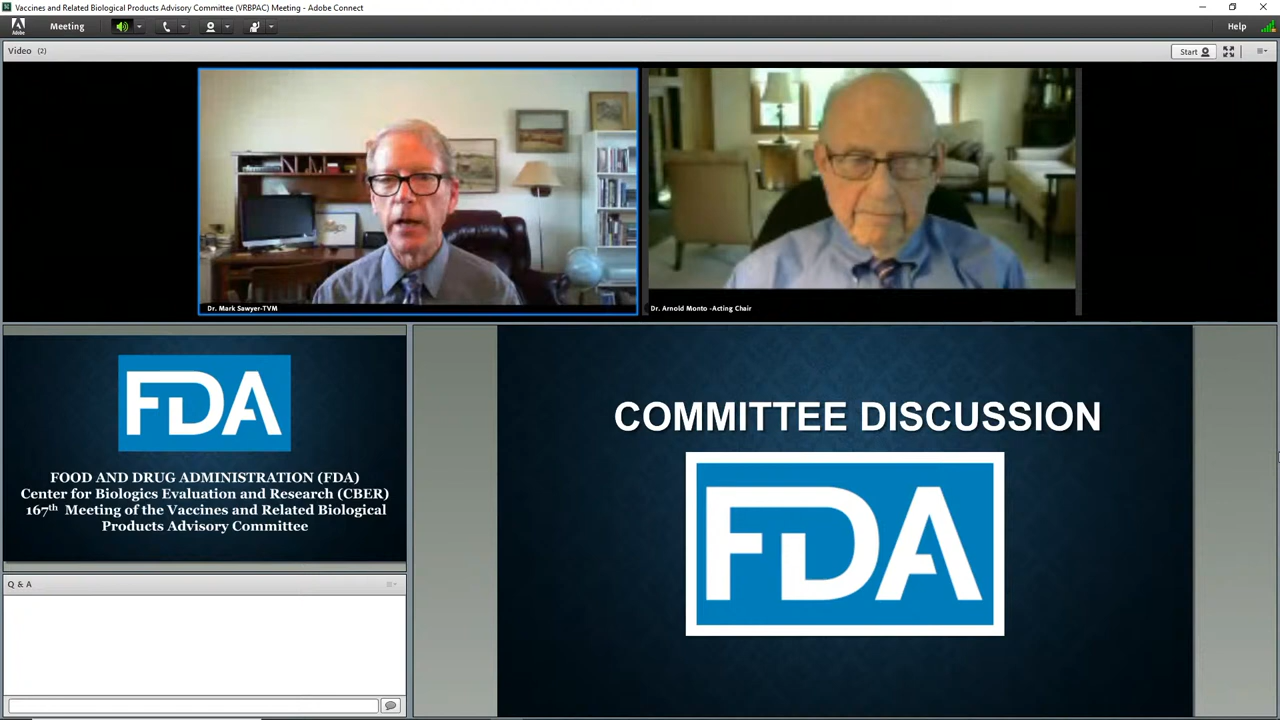 Vaccines and Related Biological Products Advisory Committee (VRBPAC) Meeting - Adobe Connect
Adobe
Meeting
Help
Video (2)
Start
Dr. Mark Sawyer-TVM
Dr. Arnold Monto -Acting Chair
FDA
FOOD AND DRUG ADMINISTRATION (FDA)
Center for Biologics Evaluation and Research (CBER)
167th Meeting of the Vaccines and Related Biological
Products Advisory Committee
Q & A
COMMITTEE DISCUSSION
FDA